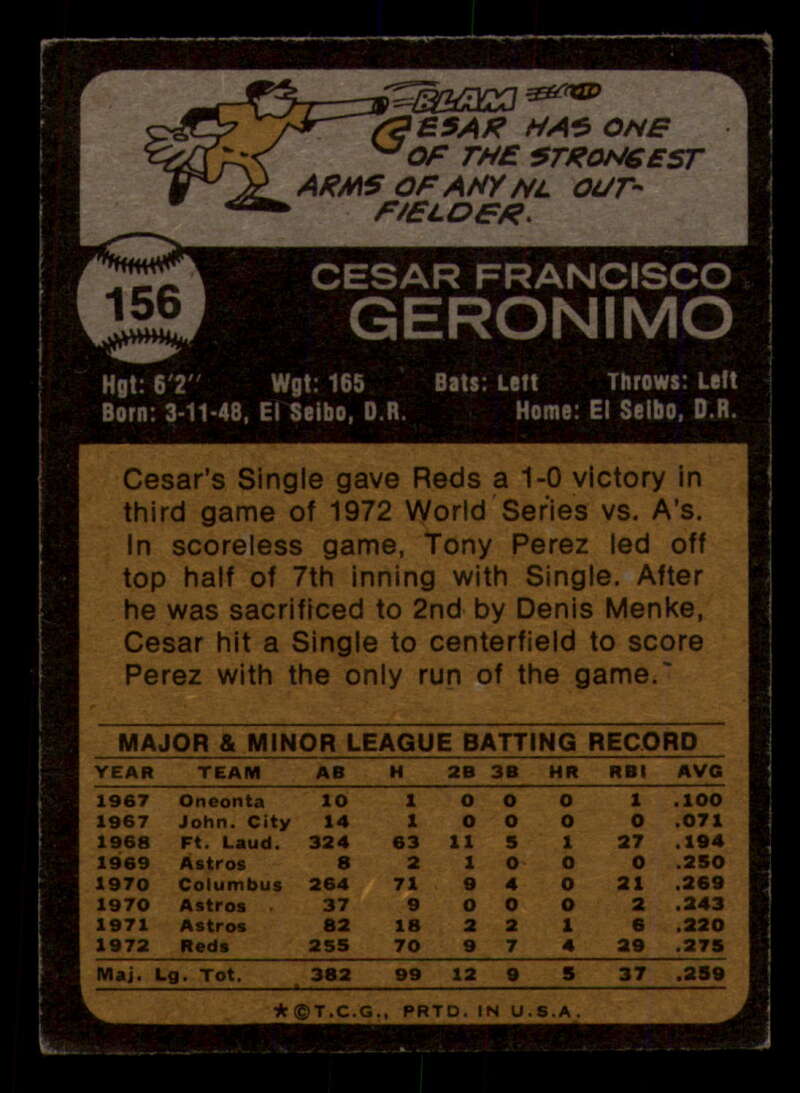 BLAM
CESAR HAS ONE
OF THE STRONGEST
ARMS OF ANY NL OUT-
FIELDER.
156
CESAR FRANCISCO
GERONIMO
Hgt: 6'2" Wgt: 165 Bats: Left Throws: Left
Born: 3-11-48, El Seibo, D.R. Home: El Seibo, D.R.
Cesar's Single gave Reds a 1-0 victory in
third game of 1972 World Series vs. A's.
In scoreless game, Tony Perez led off
top half of 7th inning with Single. After
he was sacrificed to 2nd by Denis Menke,
Cesar hit a Single to centerfield to score
Perez with the only run of the game.
MAJOR & MINOR LEAGUE BATTING RECORD
YEAR TEAM AB H 2B 3B HR RBI AVG
1967 Oneonta 10 1 0 0 0 1 .100
1967 John. City 14 1 0 0 0 0 .071
1968 Ft. Laud. 324 63 11 5 1 27 .194
1969 Astros 8 2 1 0 0 0 .250
1970 Columbus 264 71 9 4 0 21 .269
1970 Astros 37 9 0 0 0 2 .243
1971 Astros 82 18 2 2 1 6 .220
1972 Reds 255 70 9 7 4 29 .275
Maj. Lg. Tot. 382 99 12 9 5 37 .259
★©T.C.G., PRTD. IN U.S.A.